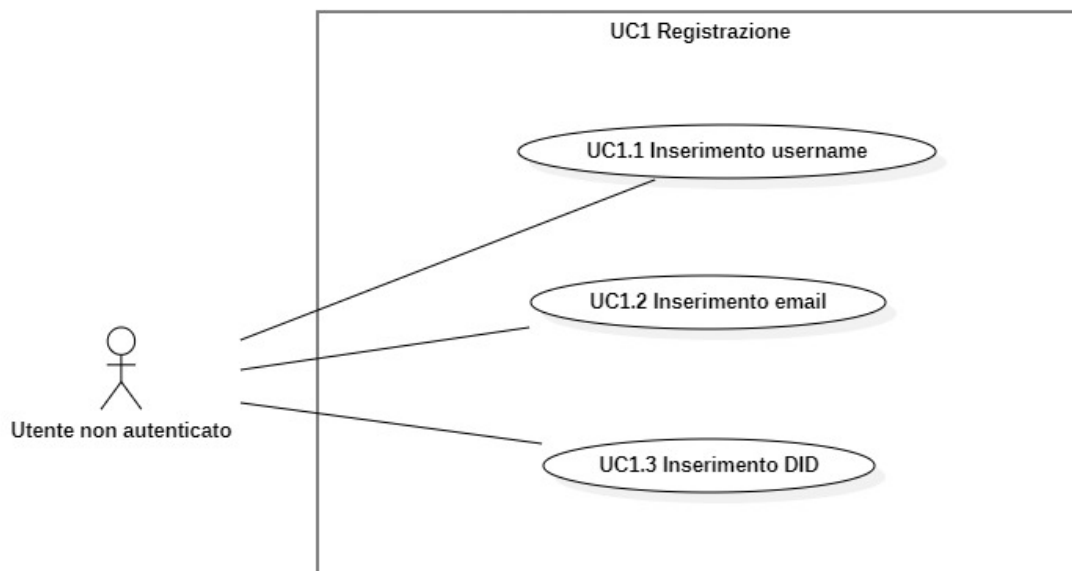 UC1 Registrazione
UC1.1 Inserimento username
UC1.2 Inserimento email
Utente non autenticato
UC1.3 Inserimento DID